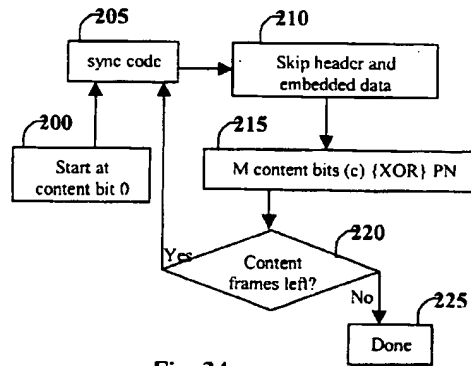 205
sync code
210
Skip header and
embedded data
200
Start at
content bit 0
215
M content bits (c) {XOR} PN
220
Content
frames left?
Yes
No
225
Done